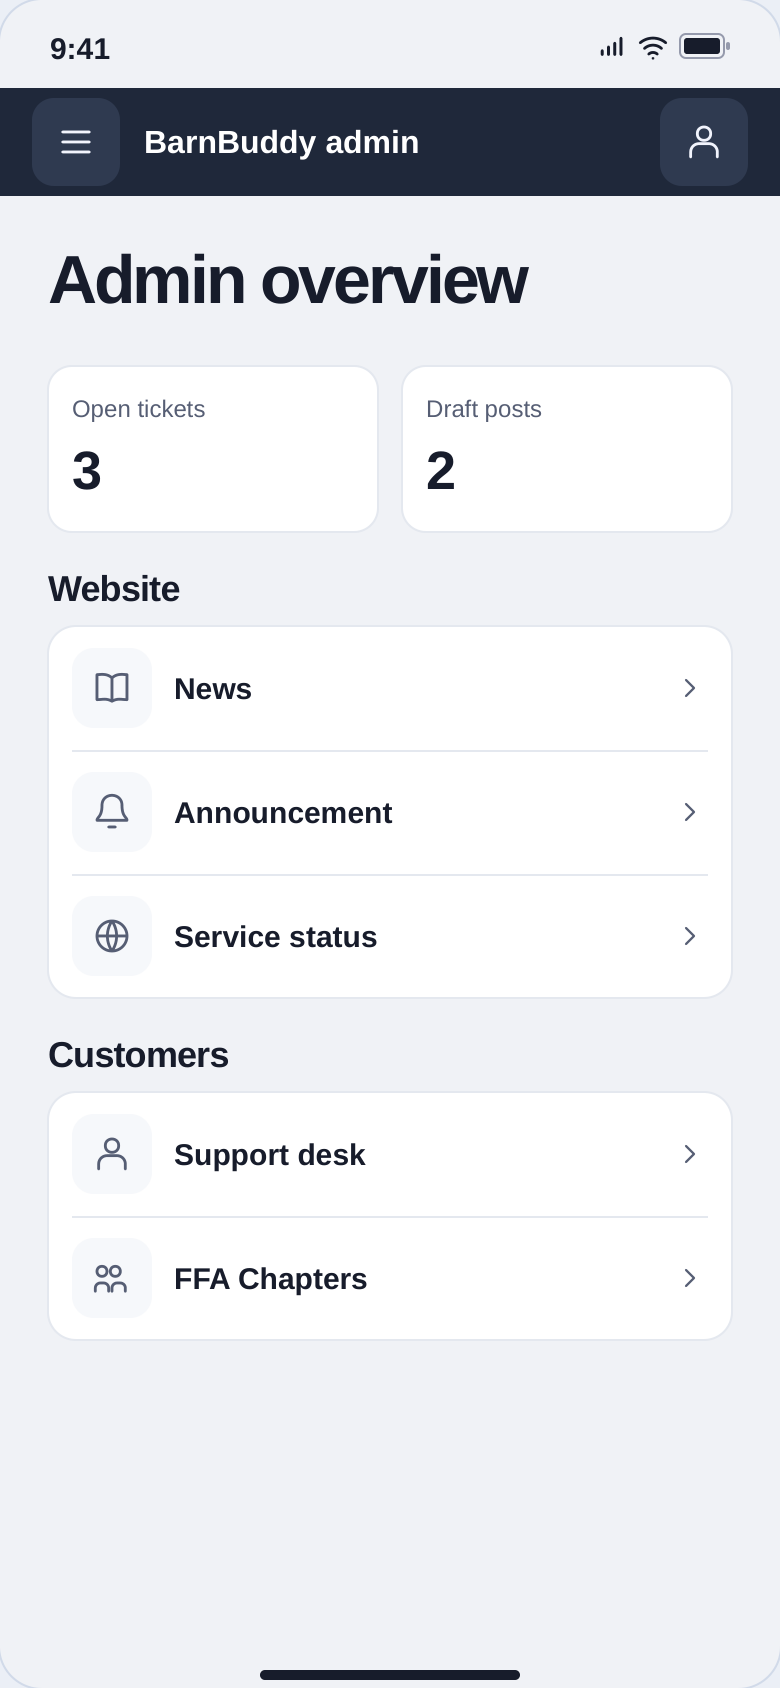 9:41
BarnBuddy admin
Admin overview
Open tickets
3
Draft posts
2
Website
News
Announcement
Service status
Customers
Support desk
FFA Chapters